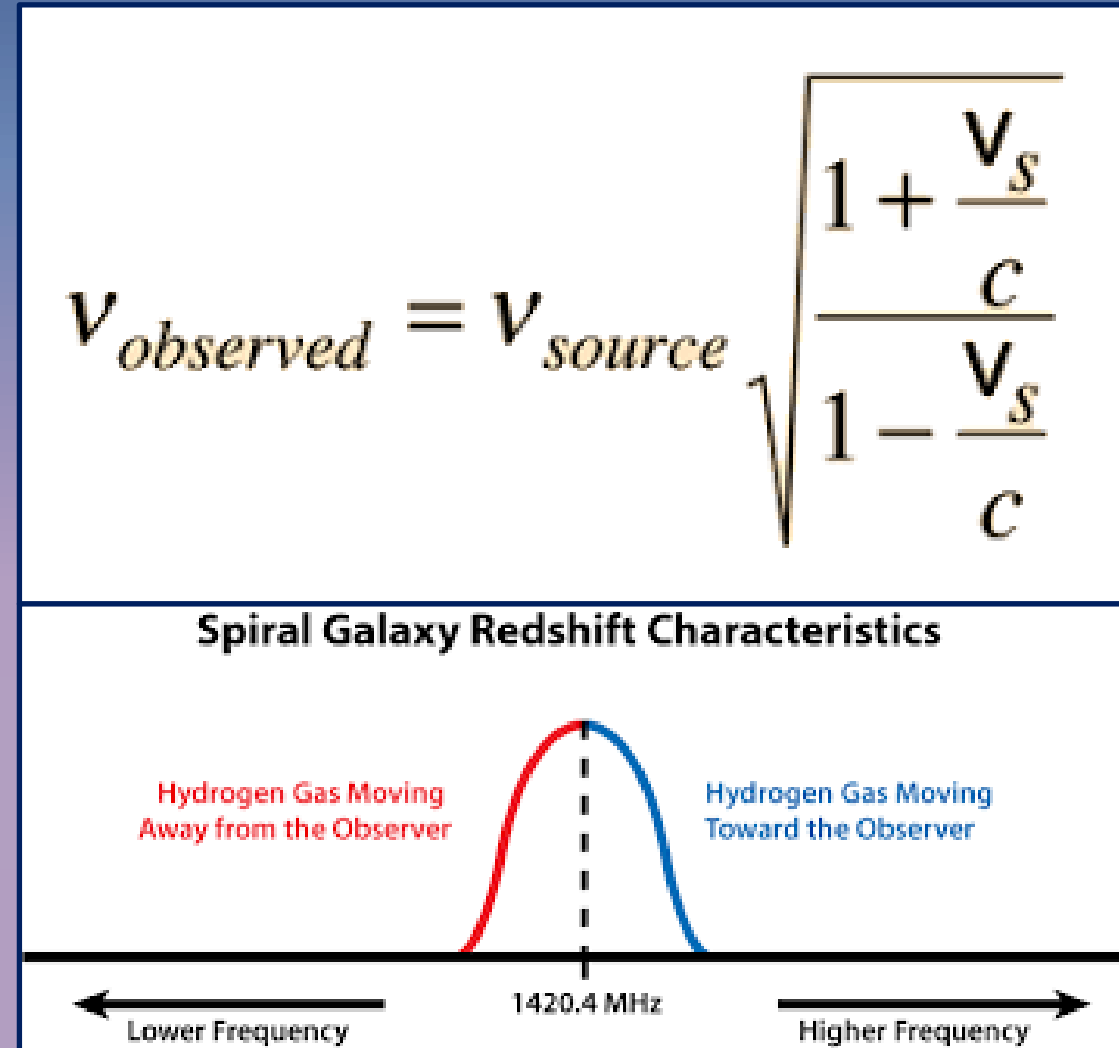 ν_observed = ν_source √((1 + v_s/c)/(1 − v_s/c))
Spiral Galaxy Redshift Characteristics
Hydrogen Gas Moving
Away from the Observer
Hydrogen Gas Moving
Toward the Observer
1420.4 MHz
Lower Frequency
Higher Frequency